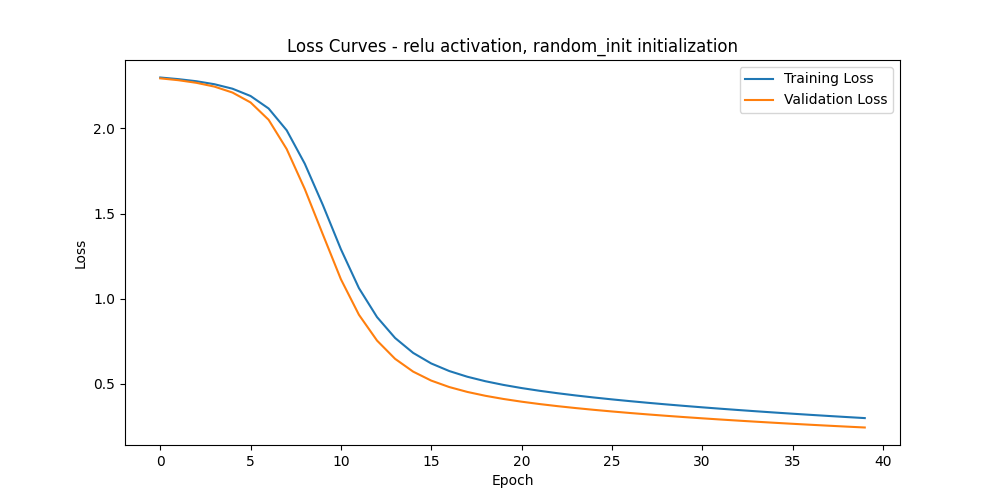 Loss Curves - relu activation, random_init initialization
Training Loss
Validation Loss
2.0
1.5
1.0
0.5
Loss
0 5 10 15 20 25 30 35 40
Epoch